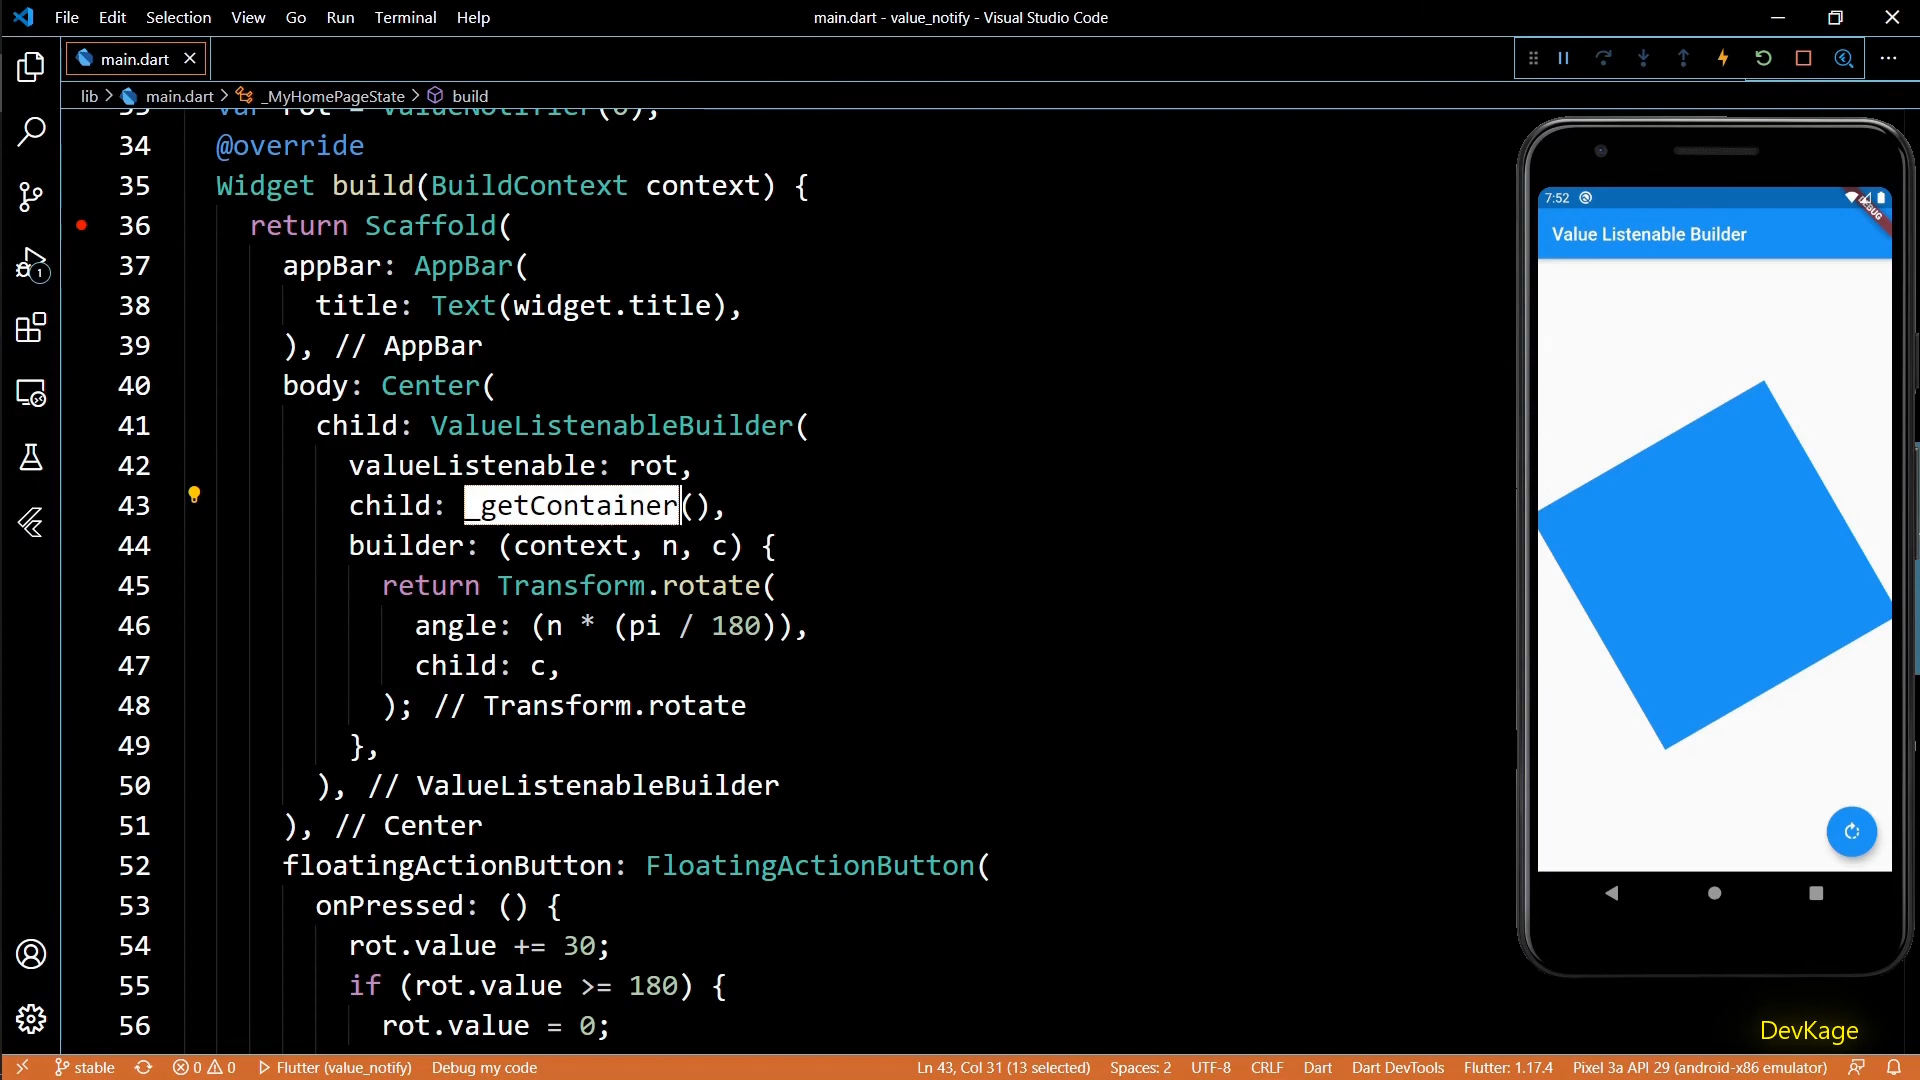 File Edit Selection View Go Run Terminal Help
main.dart - value_notify - Visual Studio Code
main.dart
lib > main.dart > _MyHomePageState > build
33 var rot = ValueNotifier(0);
34 @override
35 Widget build(BuildContext context) {
36 return Scaffold(
37 appBar: AppBar(
38 title: Text(widget.title),
39 ), // AppBar
40 body: Center(
41 child: ValueListenableBuilder(
42 valueListenable: rot,
43 child: _getContainer(),
44 builder: (context, n, c) {
45 return Transform.rotate(
46 angle: (n * (pi / 180)),
47 child: c,
48 ); // Transform.rotate
49 },
50 ), // ValueListenableBuilder
51 ), // Center
52 floatingActionButton: FloatingActionButton(
53 onPressed: () {
54 rot.value += 30;
55 if (rot.value >= 180) {
56 rot.value = 0;
1
7:52
DEBUG
Value Listenable Builder
DevKage
stable 0 0 Flutter (value_notify) Debug my code Ln 43, Col 31 (13 selected) Spaces: 2 UTF-8 CRLF Dart Dart DevTools Flutter: 1.17.4 Pixel 3a API 29 (android-x86 emulator)